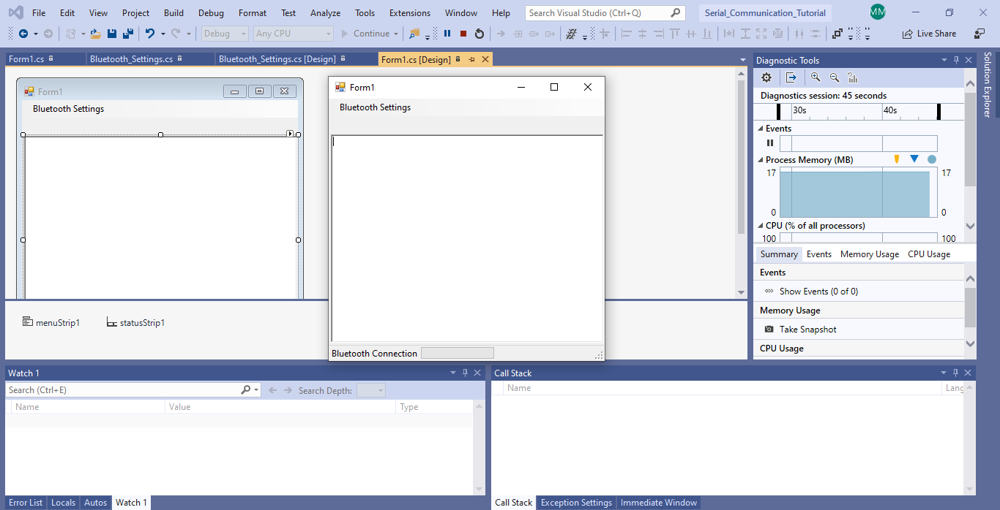 File Edit View Project Build Debug Format Test Analyze Tools Extensions Window Help Search Visual Studio (Ctrl+Q) Serial_Communication_Tutorial MM
Debug Any CPU Continue Live Share
Form1.cs Bluetooth_Settings.cs Bluetooth_Settings.cs [Design] Form1.cs [Design]
Form1
Bluetooth Settings
Form1
Bluetooth Settings
Bluetooth Connection
menuStrip1 statusStrip1
Diagnostic Tools
Diagnostics session: 45 seconds
30s 40s
Events
Process Memory (MB)
17 17
0 0
CPU (% of all processors)
100 100
Summary Events Memory Usage CPU Usage
Events
Show Events (0 of 0)
Memory Usage
Take Snapshot
CPU Usage
Solution Explorer
Watch 1
Search (Ctrl+E) Search Depth:
Name Value Type
Error List Locals Autos Watch 1
Call Stack
Name Lang
Call Stack Exception Settings Immediate Window